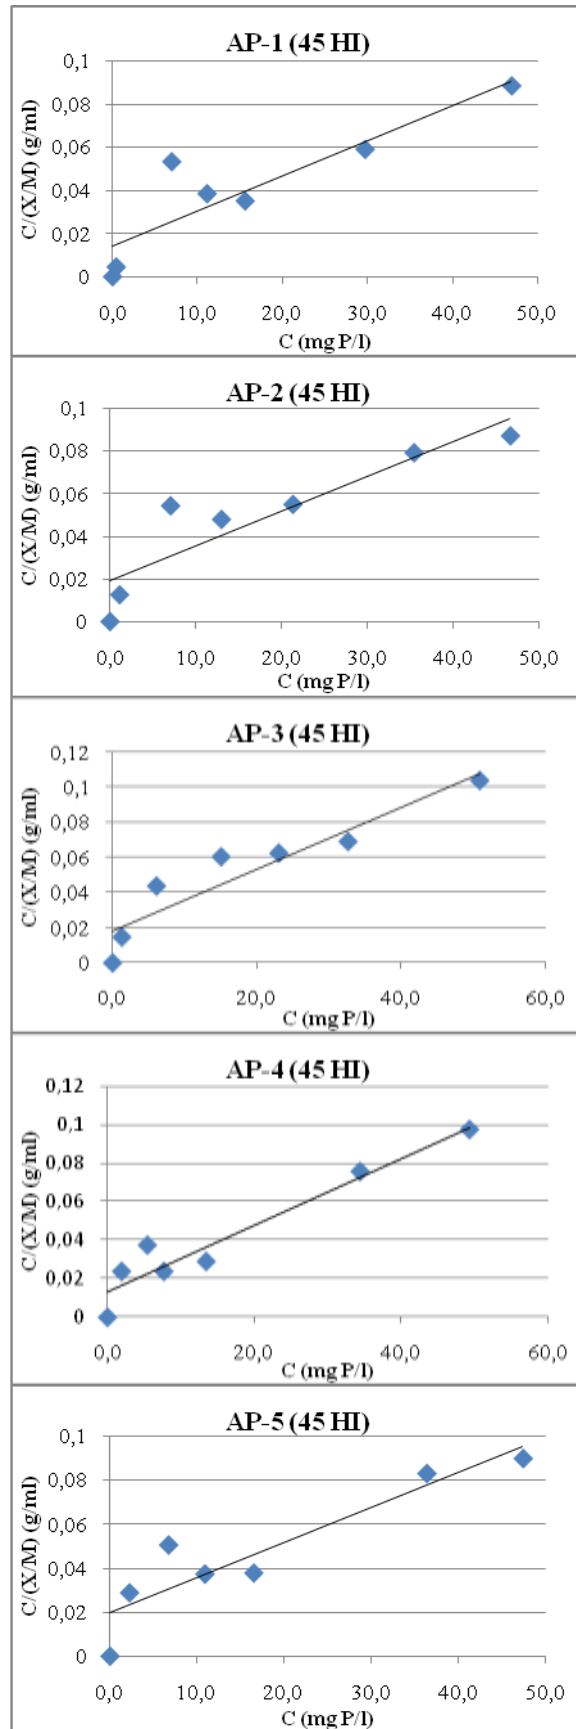 AP-1 (45 HI)
C/(X/M) (g/ml)
0,1
0,08
0,06
0,04
0,02
0
0,0 10,0 20,0 30,0 40,0 50,0
C (mg P/l)
AP-2 (45 HI)
C/(X/M) (g/ml)
0,1
0,08
0,06
0,04
0,02
0
0,0 10,0 20,0 30,0 40,0 50,0
C (mg P/l)
AP-3 (45 HI)
C/(X/M) (g/ml)
0,12
0,1
0,08
0,06
0,04
0,02
0
0,0 20,0 40,0 60,0
C (mg P/l)
AP-4 (45 HI)
C/(X/M) (g/ml)
0,12
0,1
0,08
0,06
0,04
0,02
0
0,0 20,0 40,0 60,0
C (mg P/l)
AP-5 (45 HI)
C/(X/M) (g/ml)
0,1
0,08
0,06
0,04
0,02
0
0,0 10,0 20,0 30,0 40,0 50,0
C (mg P/l)